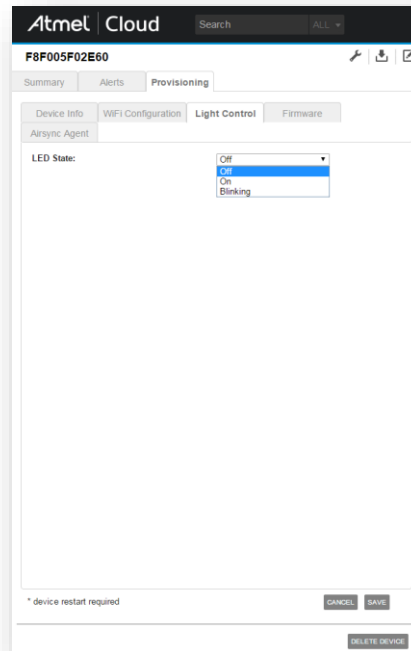 Atmel Cloud Search ALL
F8F005F02E60
Summary Alerts Provisioning
Device Info WiFi Configuration Light Control Firmware
Airsync Agent
LED State: Off
Off
On
Blinking
* device restart required CANCEL SAVE
DELETE DEVICE